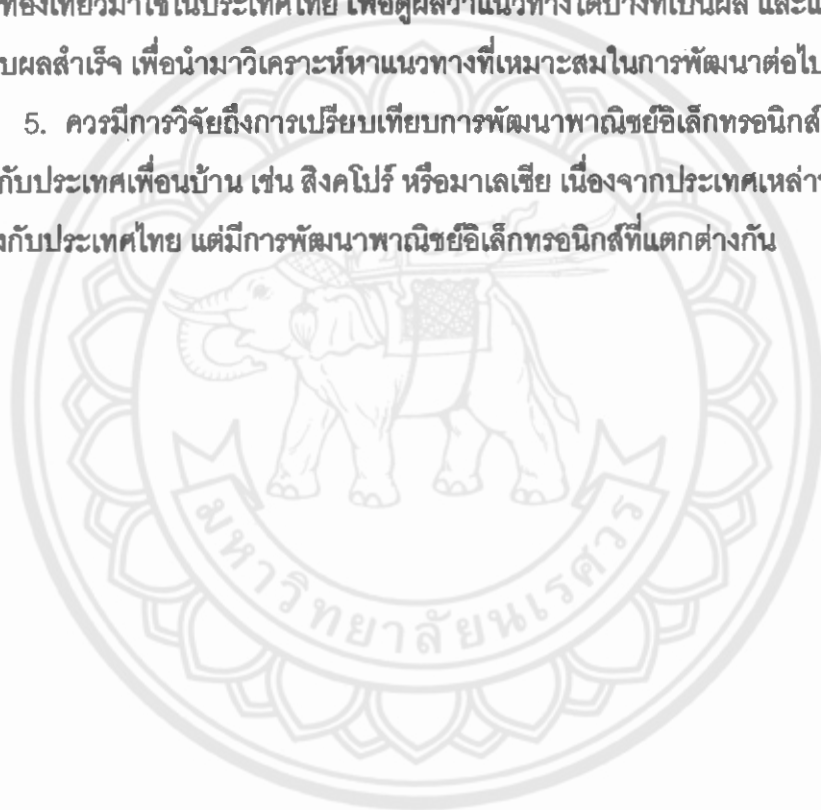 ท่องเที่ยวมาใช้ในประเทศไทย เพื่อดูผลว่าแนวทางใดบ้างที่เป็นผล และแ
บผลสำเร็จ เพื่อนำมาวิเคราะห์หาแนวทางที่เหมาะสมในการพัฒนาต่อไป
5. ควรมีการวิจัยถึงการเปรียบเทียบการพัฒนาพาณิชย์อิเล็กทรอนิกส์
กับประเทศเพื่อนบ้าน เช่น สิงคโปร์ หรือมาเลเซีย เนื่องจากประเทศเหล่า
งกับประเทศไทย แต่มีการพัฒนาพาณิชย์อิเล็กทรอนิกส์ที่แตกต่างกัน
มหาวิทยาลัยนเรศวร